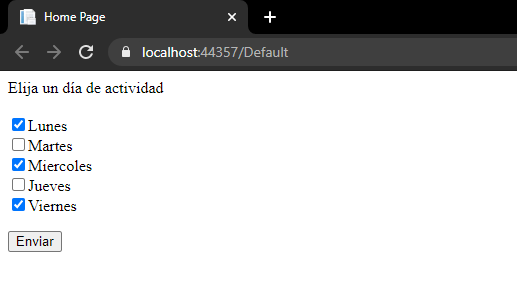 Home Page
localhost:44357/Default
Elija un día de actividad
Lunes
Martes
Miercoles
Jueves
Viernes
Enviar